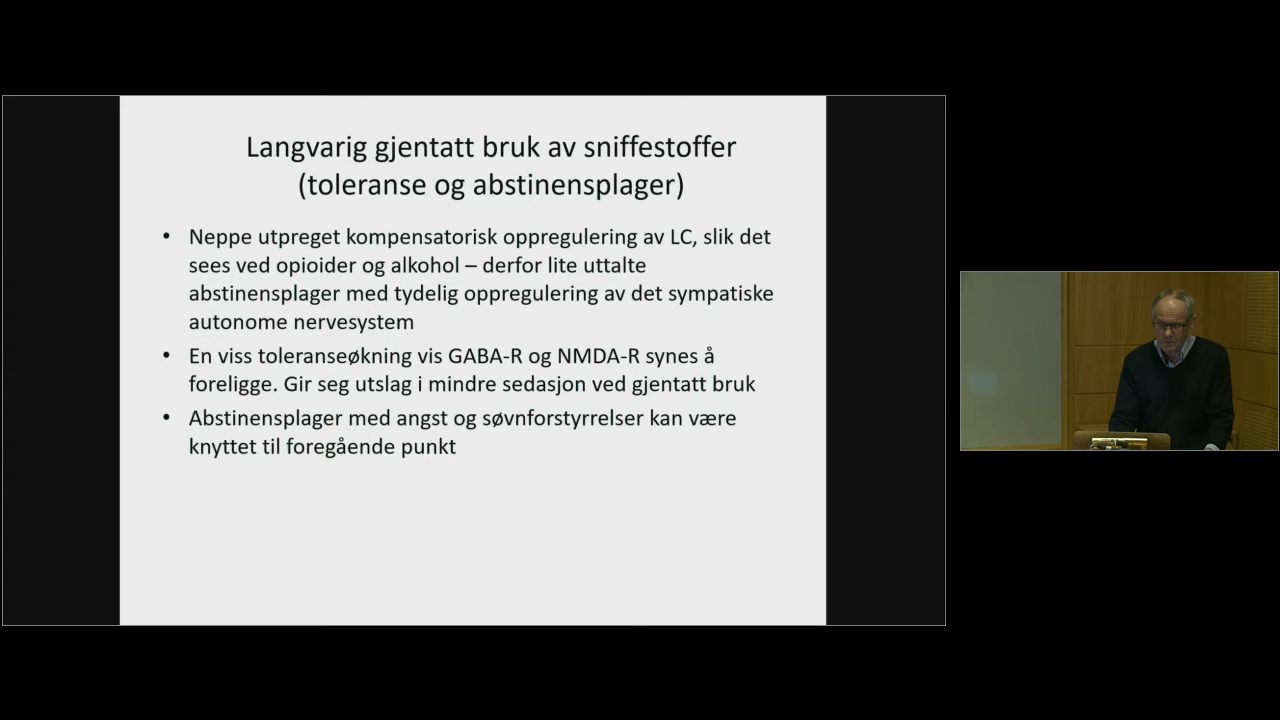 Langvarig gjentatt bruk av sniffestoffer
(toleranse og abstinensplager)
• Neppe utpreget kompensatorisk oppregulering av LC, slik det
sees ved opioider og alkohol – derfor lite uttalte
abstinensplager med tydelig oppregulering av det sympatiske
autonome nervesystem
• En viss toleranseøkning vis GABA-R og NMDA-R synes å
foreligge. Gir seg utslag i mindre sedasjon ved gjentatt bruk
• Abstinensplager med angst og søvnforstyrrelser kan være
knyttet til foregående punkt